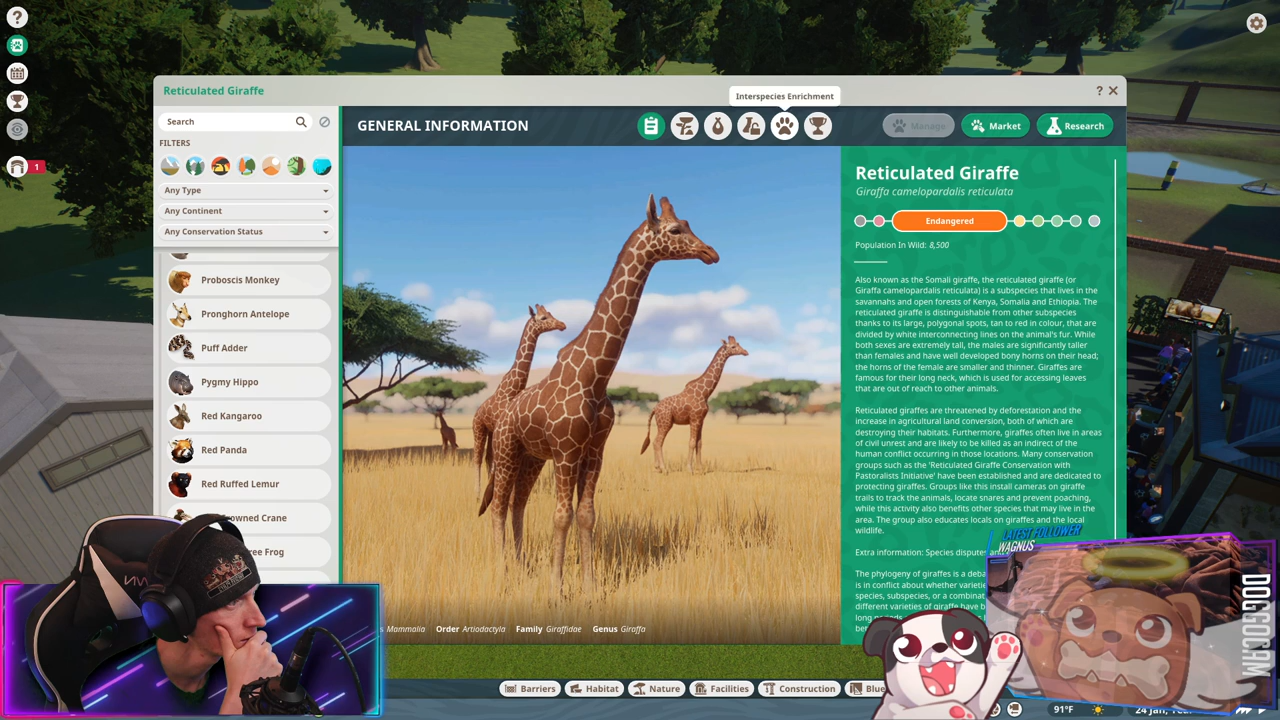 Reticulated Giraffe
?
Interspecies Enrichment
Search
FILTERS
Any Type
Any Continent
Any Conservation Status
Proboscis Monkey
Pronghorn Antelope
Puff Adder
Pygmy Hippo
Red Kangaroo
Red Panda
Red Ruffed Lemur
Crane
Frog
GENERAL INFORMATION
Manage
Market
Research
Reticulated Giraffe
Giraffa camelopardalis reticulata
Endangered
Population In Wild: 8,500
Also known as the Somali giraffe, the reticulated giraffe (or
Giraffa camelopardalis reticulata) is a subspecies that lives in the
savannahs and open forests of Kenya, Somalia and Ethiopia. The
reticulated giraffe is distinguishable from other subspecies
thanks to its large, polygonal spots, tan to red in colour, that are
divided by white interconnecting lines on the animal's fur. While
both sexes are extremely tall, the males are significantly taller
than females and have well developed bony horns on their head;
the horns of the female are smaller and thinner. Giraffes are
famous for their long neck, which is used for accessing leaves
that are out of reach to other animals.
Reticulated giraffes are threatened by deforestation and the
increase in agricultural land conversion, both of which are
destroying their habitats. Furthermore, giraffes often live in areas
of civil unrest and are likely to be killed as an indirect of the
human conflict occurring in those locations. Many conservation
groups such as the 'Reticulated Giraffe Conservation with
Pastoralists Initiative' have been established and are dedicated to
protecting giraffes. Groups like this install cameras on giraffe
trails to track the animals, locate snares and prevent poaching,
while this activity also benefits other species that may live in the
area. The group also educates locals on giraffes and the local
wildlife.
Extra information: Species disputes
The phylogeny of giraffes is a
is in conflict about whether
species, subspecies, or a
different varieties of giraffe have
long
Mammalia Order Artiodactyla Family Giraffidae Genus Giraffa
1
LATEST FOLLOWER
WAGNUS
DOGGOCAM
Barriers
Habitat
Nature
Facilities
Construction
91°F
24 Jan,